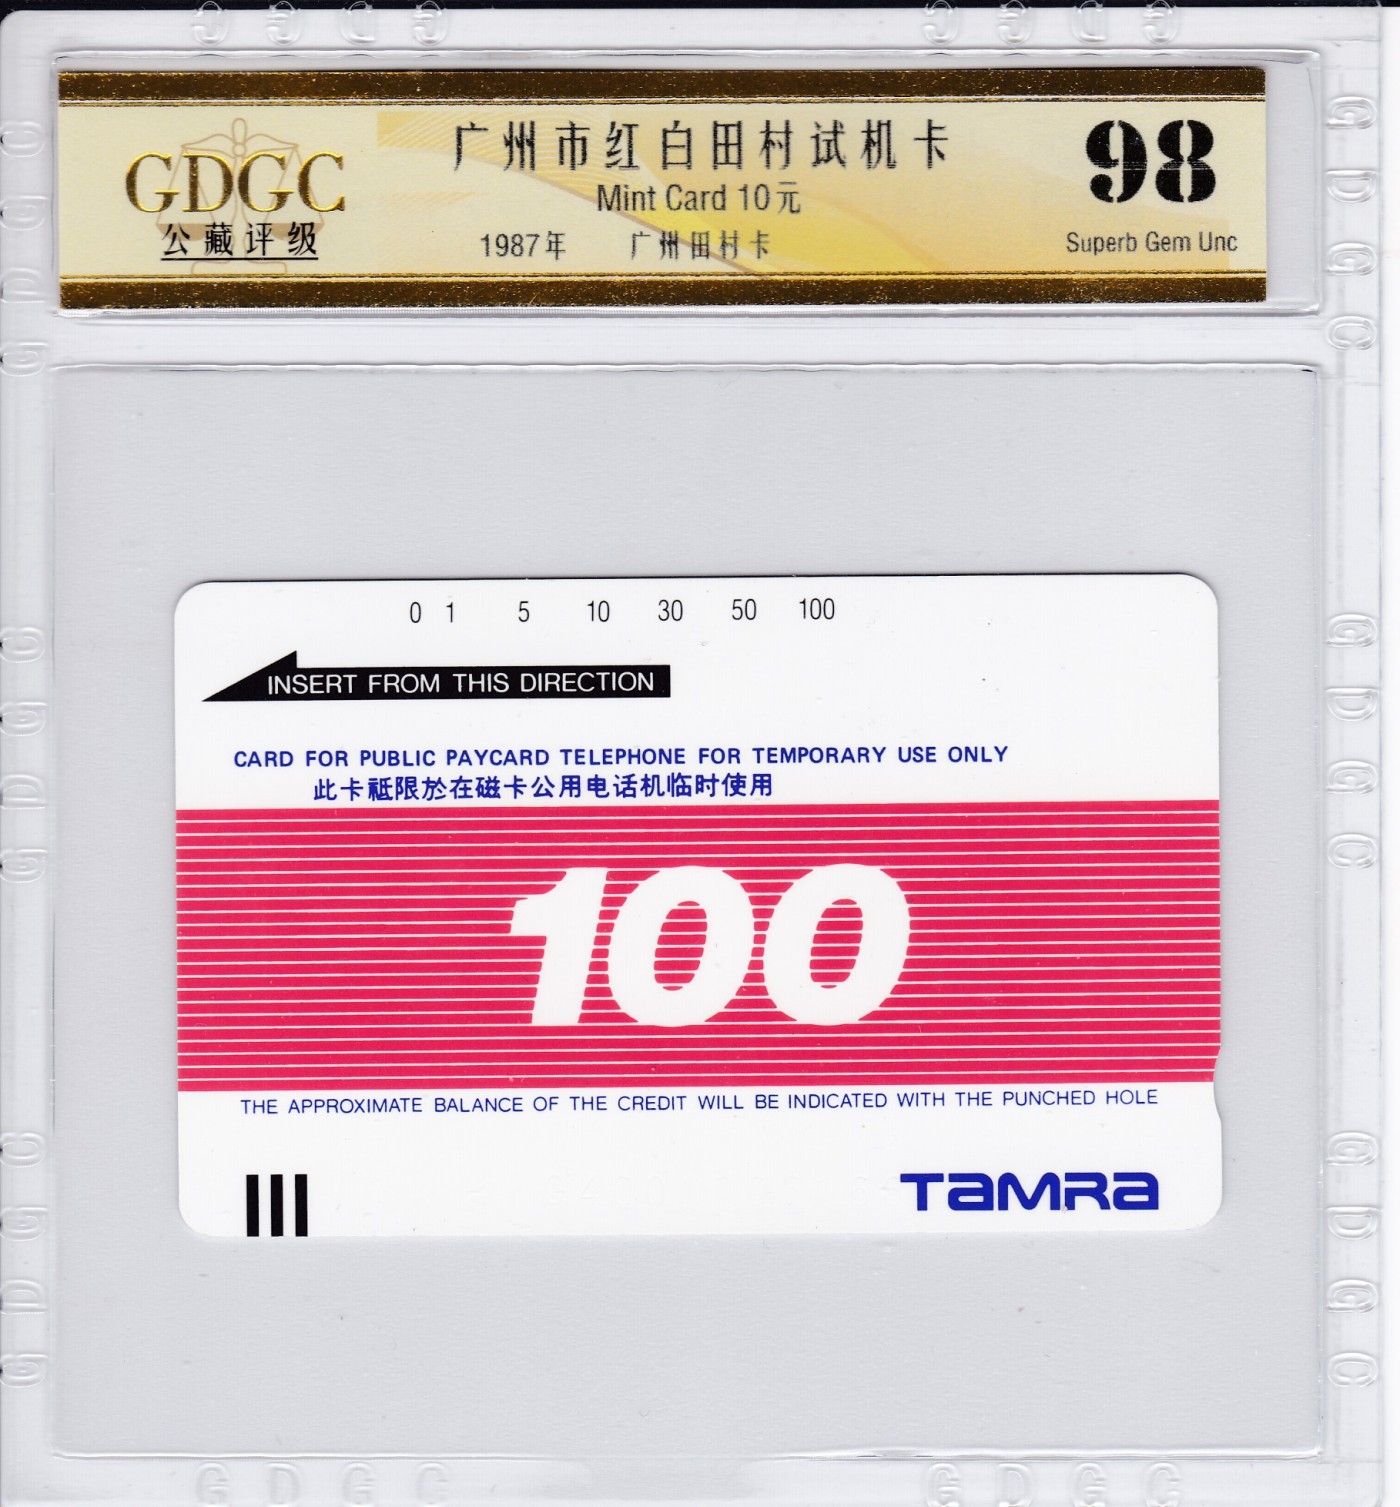 GDGC
公藏评级
广州市红白田村试机卡
Mint Card 10元
1987年 广州田村卡
98
Superb Gem Unc
0 1 5 10 30 50 100
INSERT FROM THIS DIRECTION
CARD FOR PUBLIC PAYCARD TELEPHONE FOR TEMPORARY USE ONLY
此卡祗限於在磁卡公用电话机临时使用
100
THE APPROXIMATE BALANCE OF THE CREDIT WILL BE INDICATED WITH THE PUNCHED HOLE
TAMRA